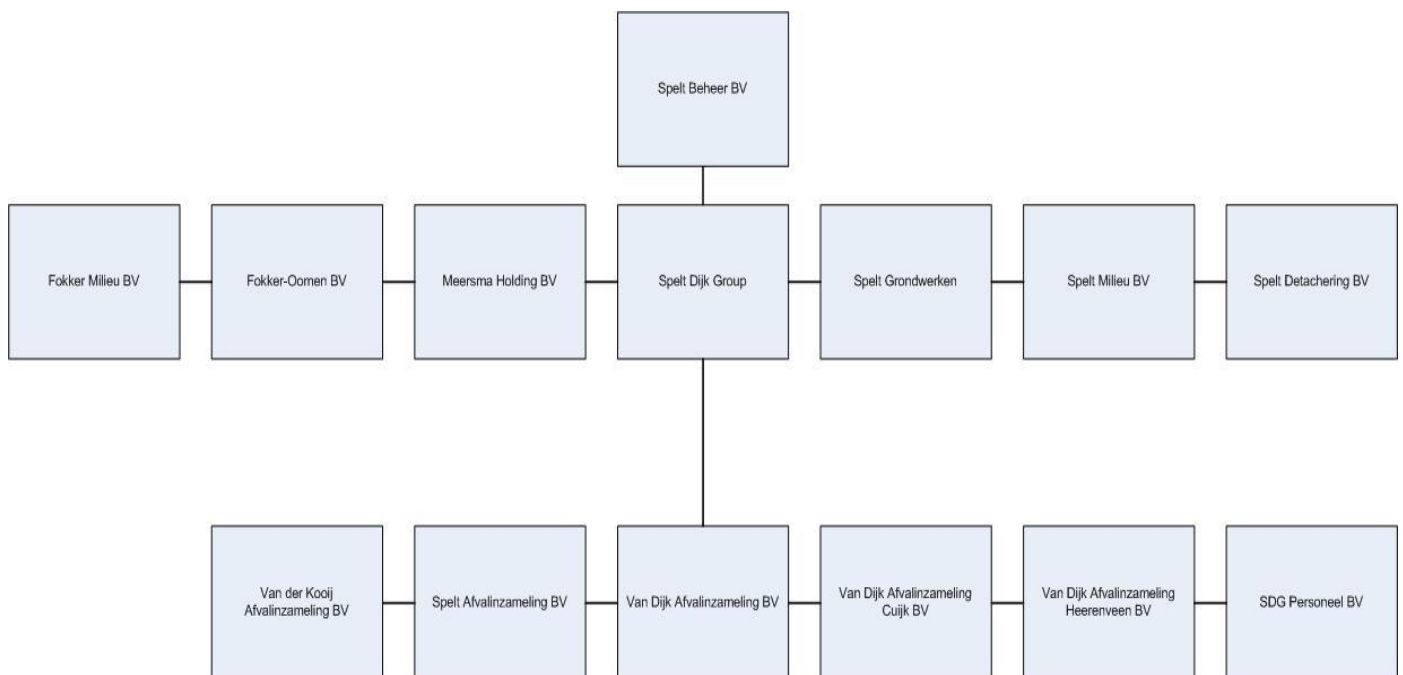 Spelt Beheer BV
Fokker Milieu BV
Fokker-Oomen BV
Meersma Holding BV
Spelt Dijk Group
Spelt Grondwerken
Spelt Milieu BV
Spelt Detachering BV
Van der Kooij
Afvalinzameling BV
Spelt Afvalinzameling BV
Van Dijk Afvalinzameling BV
Van Dijk Afvalinzameling
Cuijk BV
Van Dijk Afvalinzameling
Heerenveen BV
SDG Personeel BV